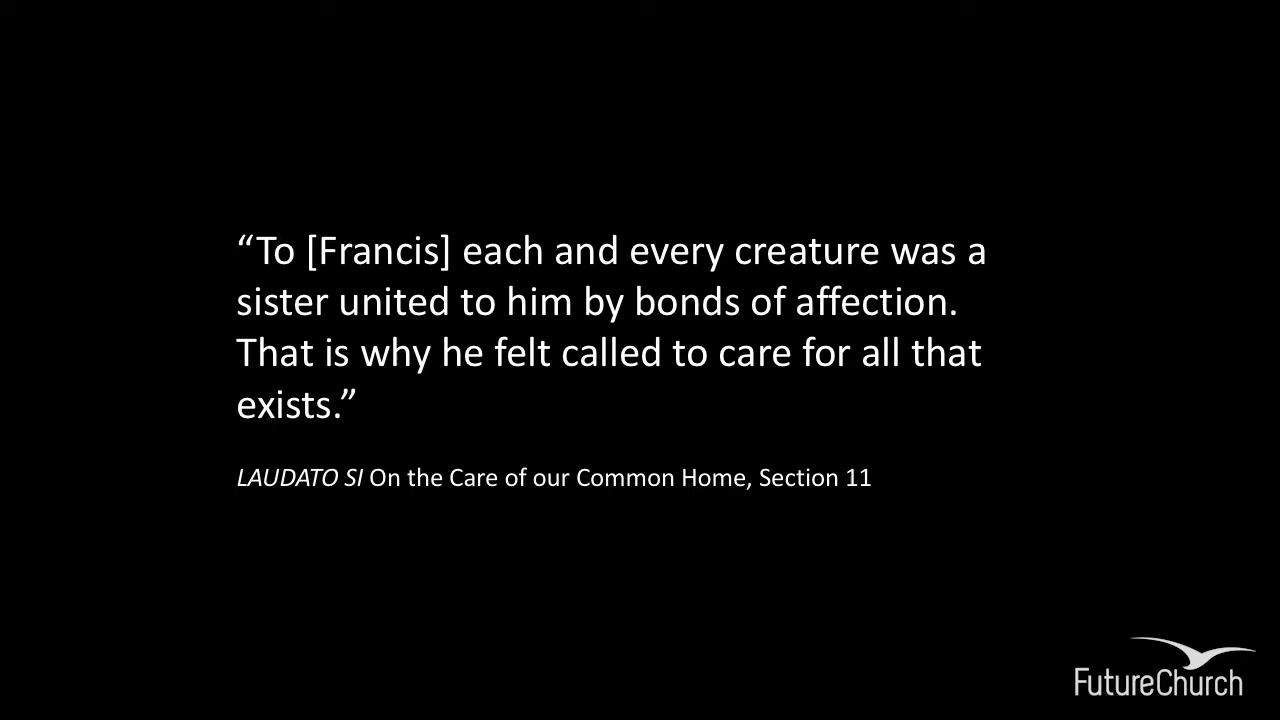 “To [Francis] each and every creature was a
sister united to him by bonds of affection.
That is why he felt called to care for all that
exists.”
LAUDATO SI On the Care of our Common Home, Section 11
FutureChurch